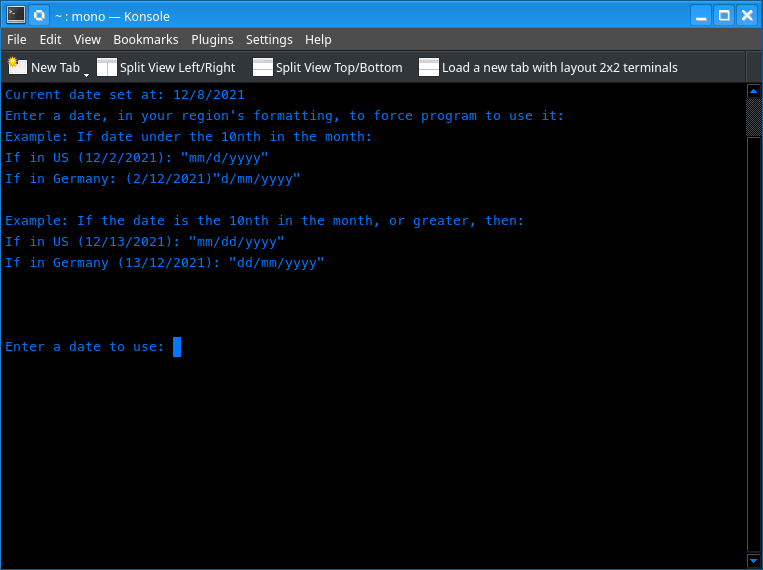 ~ : mono — Konsole
File Edit View Bookmarks Plugins Settings Help
New Tab Split View Left/Right Split View Top/Bottom Load a new tab with layout 2x2 terminals
Current date set at: 12/8/2021
Enter a date, in your region's formatting, to force program to use it:
Example: If date under the 10nth in the month:
If in US (12/2/2021): "mm/d/yyyy"
If in Germany: (2/12/2021)"d/mm/yyyy"
Example: If the date is the 10nth in the month, or greater, then:
If in US (12/13/2021): "mm/dd/yyyy"
If in Germany (13/12/2021): "dd/mm/yyyy"
Enter a date to use: